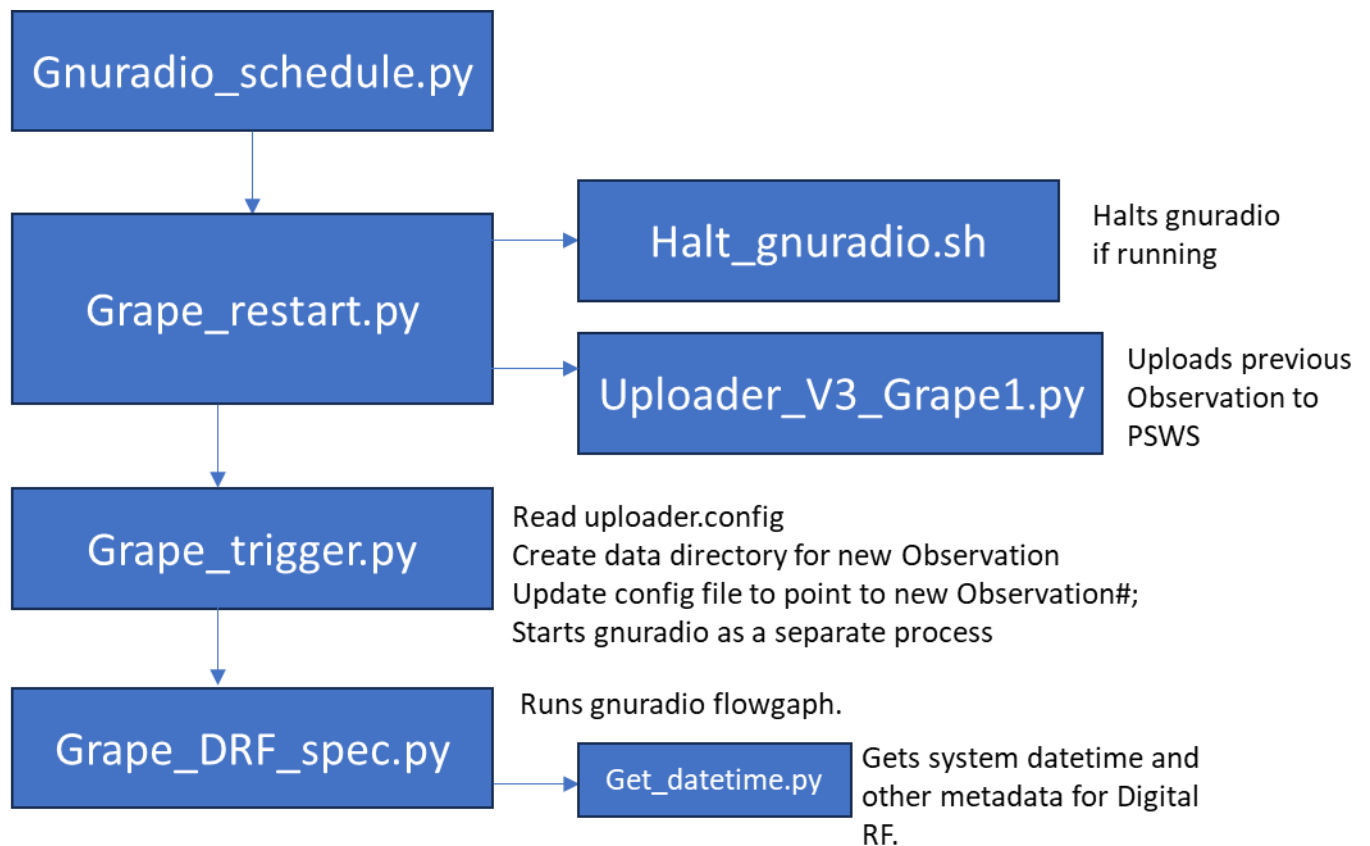 Gnuradio_schedule.py
Grape_restart.py
Halt_gnuradio.sh
Halts gnuradio
if running
Uploader_V3_Grape1.py
Uploads previous
Observation to
PSWS
Grape_trigger.py
Read uploader.config
Create data directory for new Observation
Update config file to point to new Observation#;
Starts gnuradio as a separate process
Grape_DRF_spec.py
Runs gnuradio flowgaph.
Get_datetime.py
Gets system datetime and
other metadata for Digital
RF.